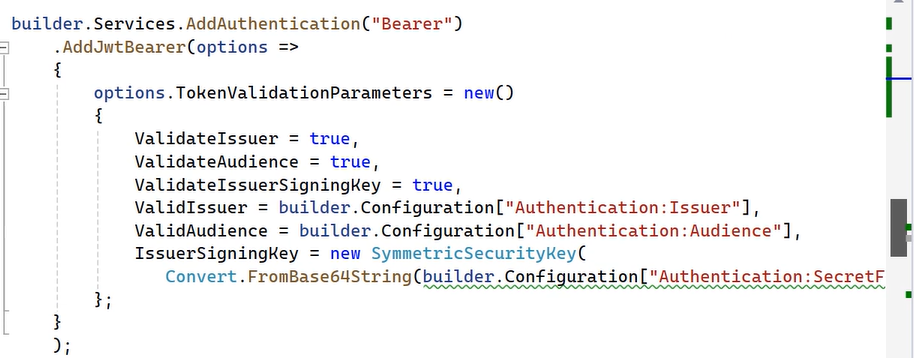 builder.Services.AddAuthentication("Bearer")
.AddJwtBearer(options =>
{
options.TokenValidationParameters = new()
{
ValidateIssuer = true,
ValidateAudience = true,
ValidateIssuerSigningKey = true,
ValidIssuer = builder.Configuration["Authentication:Issuer"],
ValidAudience = builder.Configuration["Authentication:Audience"],
IssuerSigningKey = new SymmetricSecurityKey(
Convert.FromBase64String(builder.Configuration["Authentication:SecretF
};
}
);